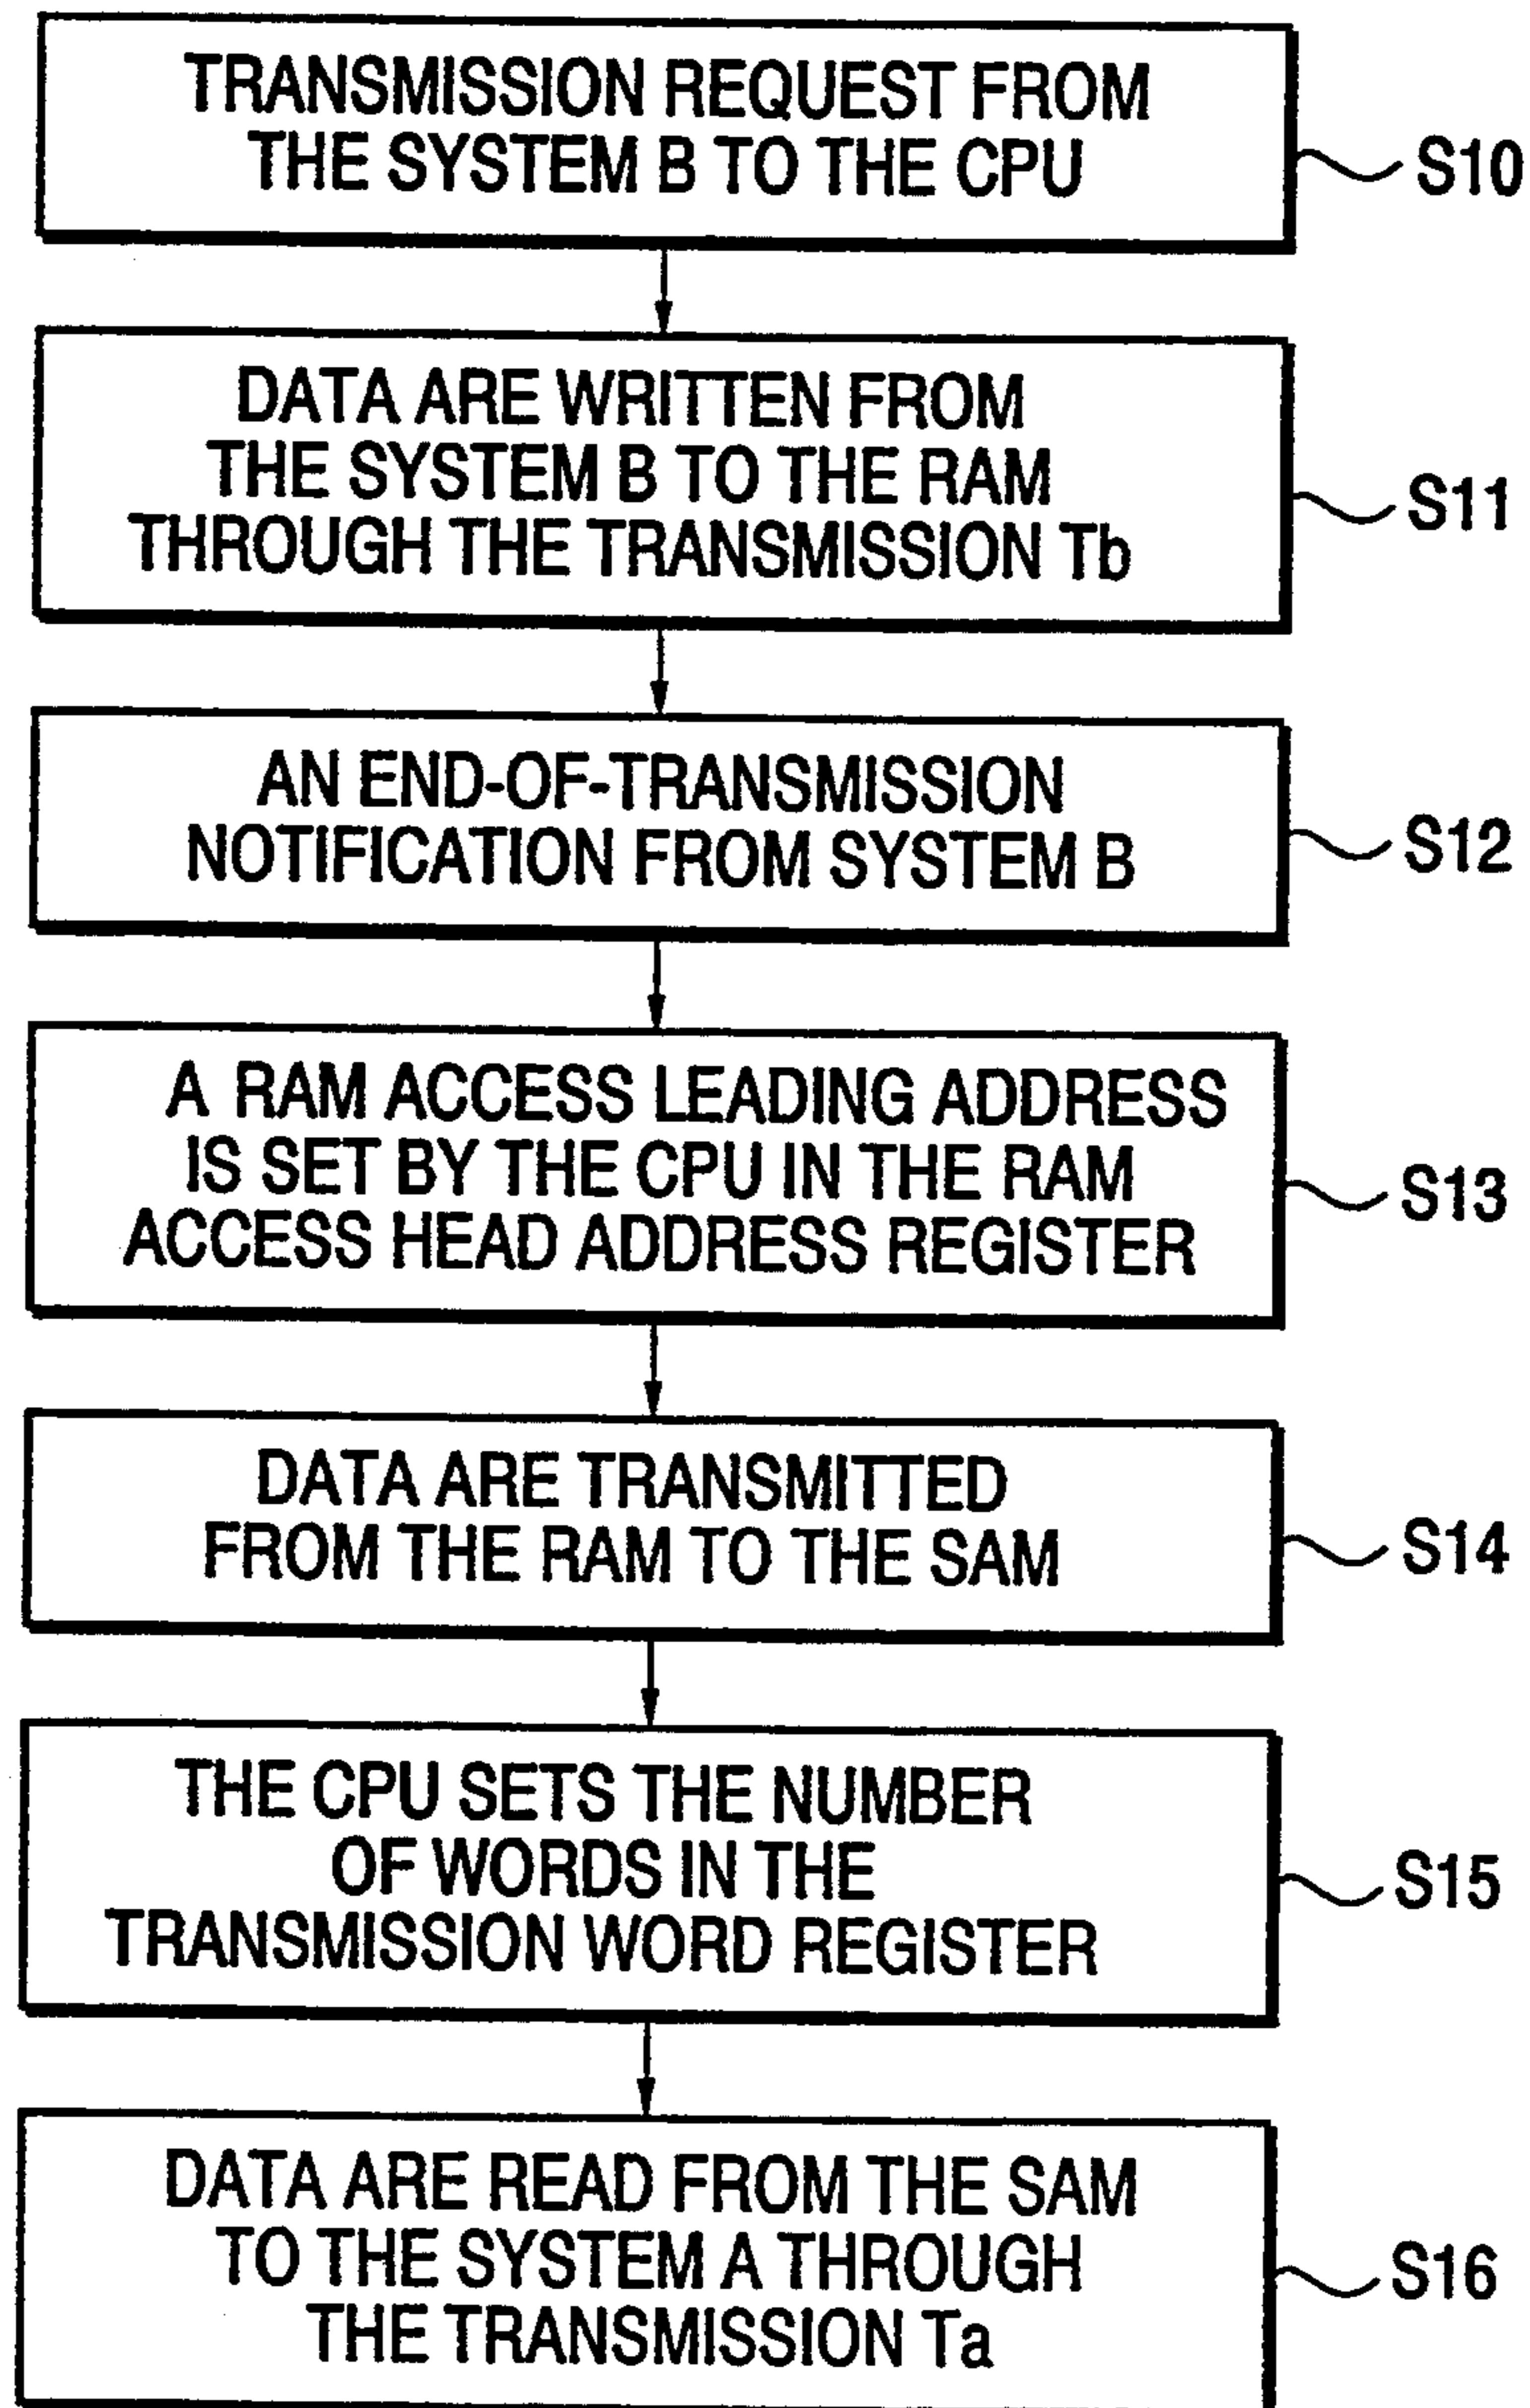 TRANSMISSION REQUEST FROM
THE SYSTEM B TO THE CPU
S10
DATA ARE WRITTEN FROM
THE SYSTEM B TO THE RAM
THROUGH THE TRANSMISSION Tb
S11
AN END-OF-TRANSMISSION
NOTIFICATION FROM SYSTEM B
S12
A RAM ACCESS LEADING ADDRESS
IS SET BY THE CPU IN THE RAM
ACCESS HEAD ADDRESS REGISTER
S13
DATA ARE TRANSMITTED
FROM THE RAM TO THE SAM
S14
THE CPU SETS THE NUMBER
OF WORDS IN THE
TRANSMISSION WORD REGISTER
S15
DATA ARE READ FROM THE SAM
TO THE SYSTEM A THROUGH
THE TRANSMISSION Ta
S16